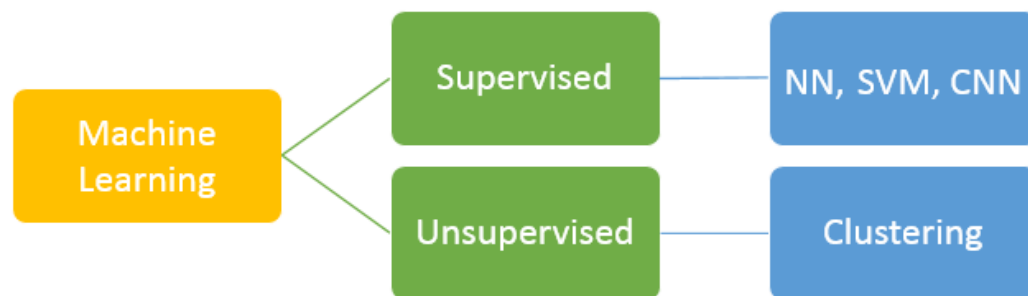 Machine
Learning
Supervised
NN, SVM, CNN
Unsupervised
Clustering